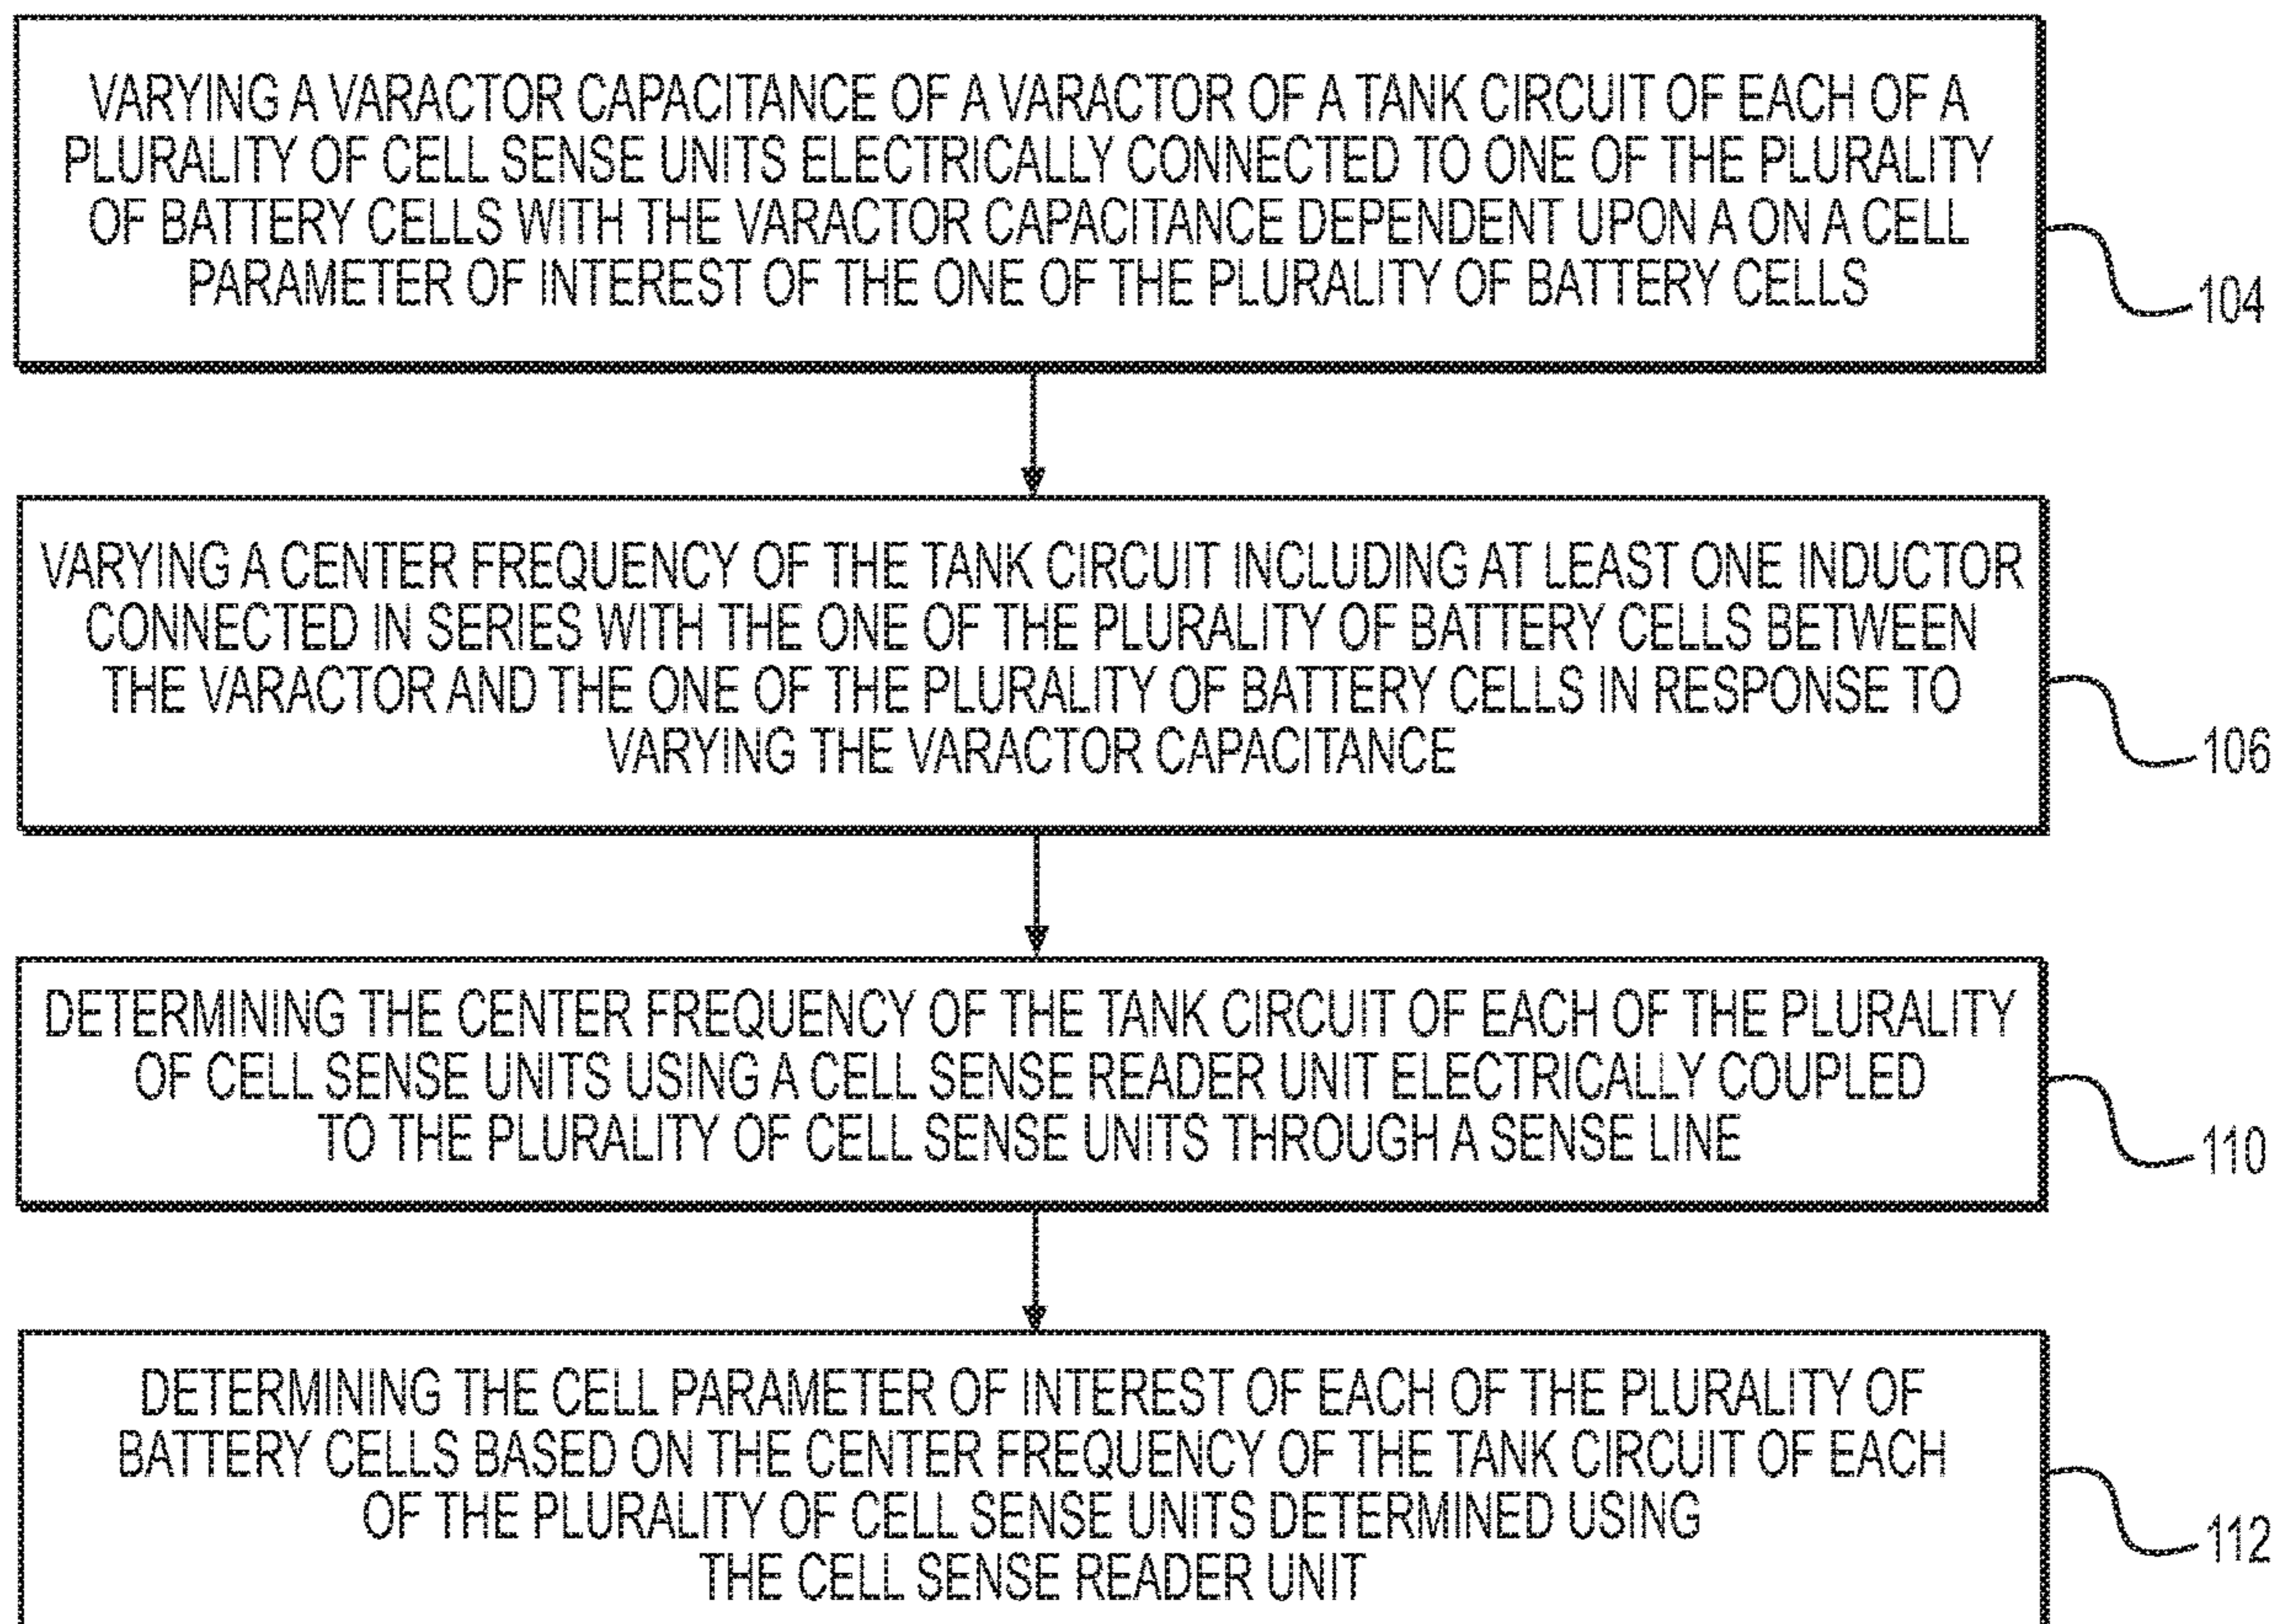 VARYING A VARACTOR CAPACITANCE OF A VARACTOR OF A TANK CIRCUIT OF EACH OF A
PLURALITY OF CELL SENSE UNITS ELECTRICALLY CONNECTED TO ONE OF THE PLURALITY
OF BATTERY CELLS WITH THE VARACTOR CAPACITANCE DEPENDENT UPON A ON A CELL
PARAMETER OF INTEREST OF THE ONE OF THE PLURALITY OF BATTERY CELLS
104
VARYING A CENTER FREQUENCY OF THE TANK CIRCUIT INCLUDING AT LEAST ONE INDUCTOR
CONNECTED IN SERIES WITH THE ONE OF THE PLURALITY OF BATTERY CELLS BETWEEN
THE VARACTOR AND THE ONE OF THE PLURALITY OF BATTERY CELLS IN RESPONSE TO
VARYING THE VARACTOR CAPACITANCE
106
DETERMINING THE CENTER FREQUENCY OF THE TANK CIRCUIT OF EACH OF THE PLURALITY
OF CELL SENSE UNITS USING A CELL SENSE READER UNIT ELECTRICALLY COUPLED
TO THE PLURALITY OF CELL SENSE UNITS THROUGH A SENSE LINE
110
DETERMINING THE CELL PARAMETER OF INTEREST OF EACH OF THE PLURALITY OF
BATTERY CELLS BASED ON THE CENTER FREQUENCY OF THE TANK CIRCUIT OF EACH
OF THE PLURALITY OF CELL SENSE UNITS DETERMINED USING
THE CELL SENSE READER UNIT
112